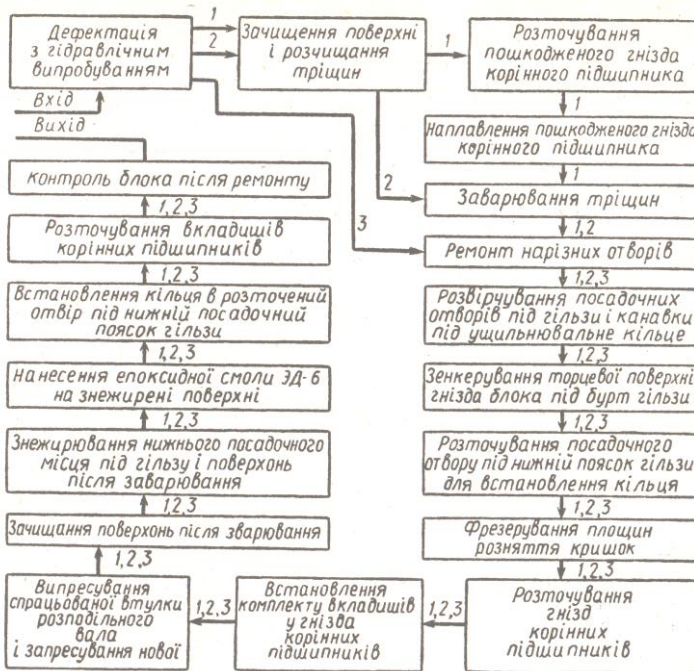 Дефектація
з гідравлічним
випробуванням
1
2
Зачищення поверхні
і розчищання
тріщин
1
Розточування
пошкодженого гнізда
корінного підшипника
Вхід
Вихід
1
Наплавлення пошкодженого гнізда
корінного підшипника
1
2
Заварювання тріщин
3
1,2
Ремонт нарізних отворів
1,2,3
Розвірчування посадочних
отворів під гільзи і канавки
під ущільнювальне кільце
1,2,3
Зенкерування торцевої поверхні
гнізда блока під бурт гільзи
1,2,3
Розточування посадочного
отвору під нижній поясок гільзи
для встановлення кільця
1,2,3
Фрезерування площин
розняття кришок
1,2,3
Розточування
гнізд
корінних
підшипників
1,2,3
Встановлення
комплекту вкладишів
у гнізда
корінних
підшипників
1,2,3
Випресування
спрацьованої втулки
розподільного
вала
і запресування нової
1,2,3
Зачищання поверхонь після зварювання
1,2,3
Знежирювання нижнього посадочного
місця під гільзу і поверхонь
після заварювання
1,2,3
Нанесення епоксидної смоли ЭД-6
на знежирені поверхні
1,2,3
Встановлення кільця в розточений
отвір під нижній посадочний
поясок гільзи
1,2,3
Розточування вкладишів
корінних підшипників
1,2,3
контроль блока після ремонту